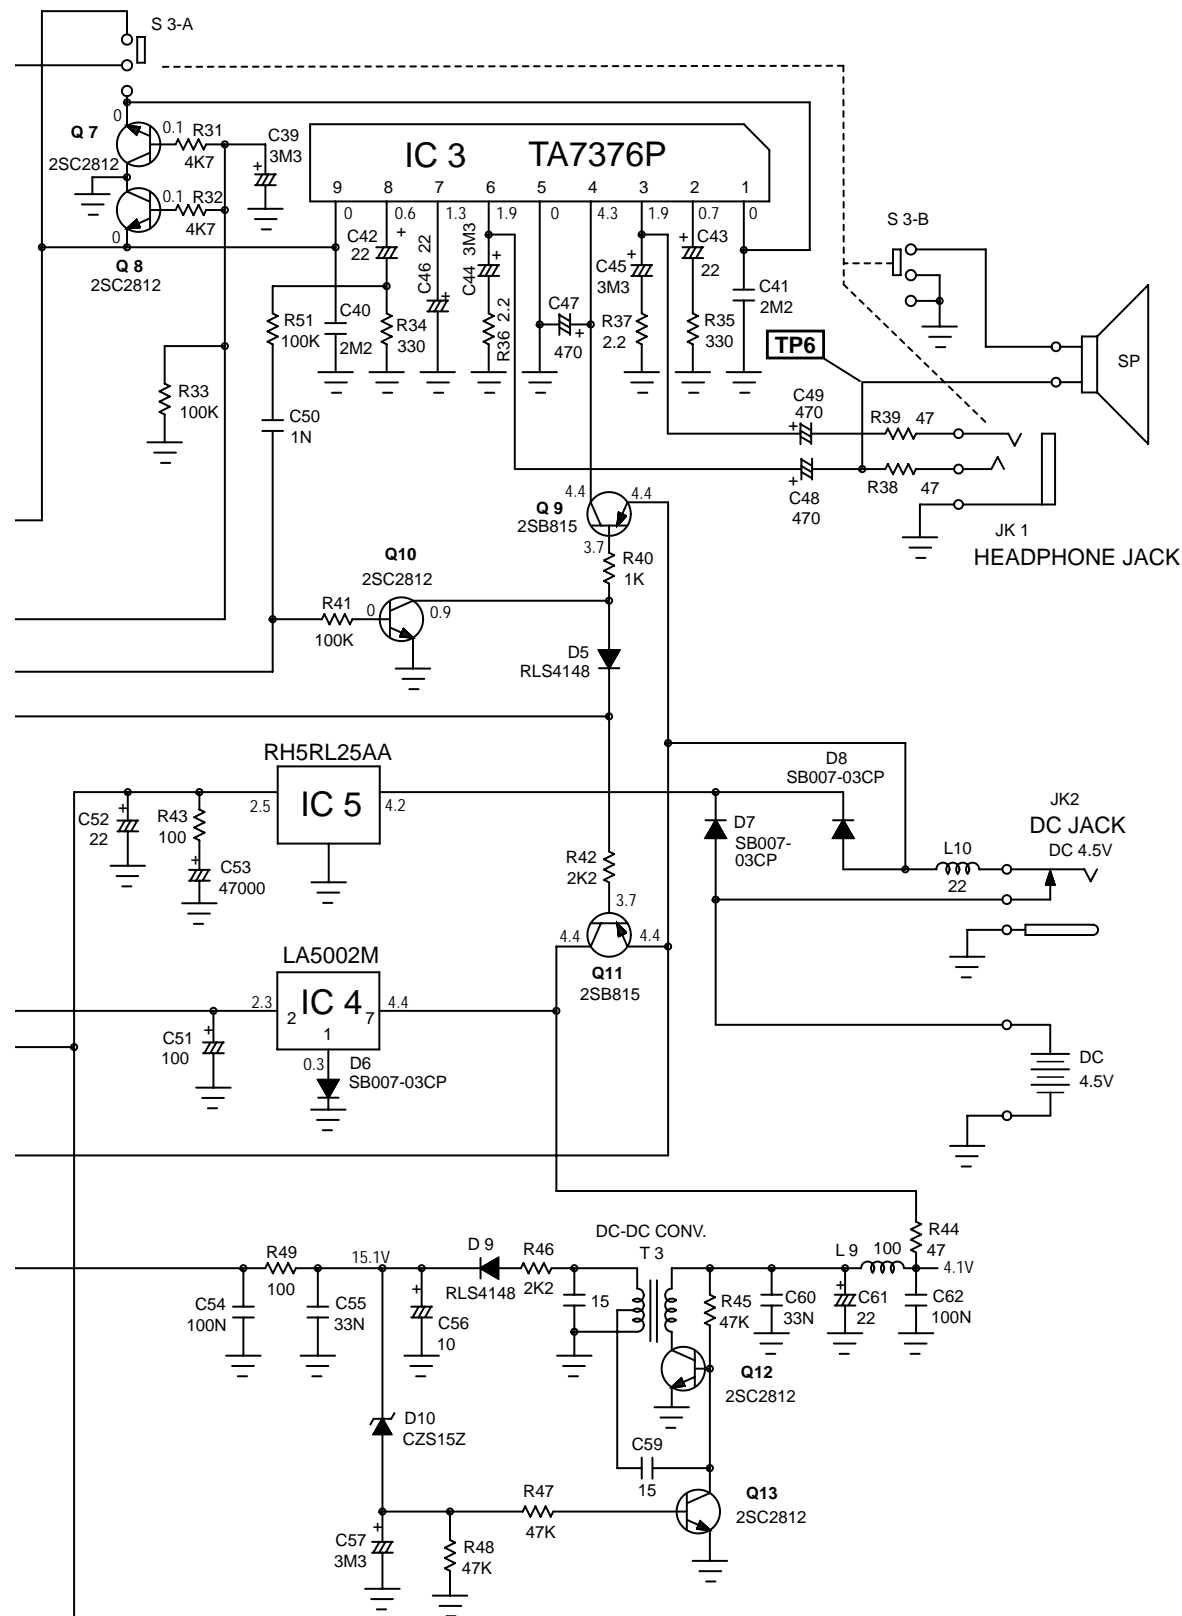 S 3-A
0
Q 7
2SC2812
0.1
R31
4K7
C39
3M3
+
0.1
R32
4K7
0
Q 8
2SC2812
IC 3 TA7376P
9 8 7 6 5 4 3 2 1
0 0.6 1.3 1.9 0 4.3 1.9 0.7 0
C42
22
+
C46 22
+
C44 3M3
+
C45
3M3
+
C43
22
+
C41
2M2
R51
100K
C40
2M2
R34
330
R36 2.2
C47
470
+
R37
2.2
R35
330
TP6
S 3-B
SP
R33
100K
C50
1N
C49
470
+
R39 47
R38 47
C48
470
+
JK 1
HEADPHONE JACK
4.4
4.4
Q 9
2SB815
3.7
R40
1K
Q10
2SC2812
R41
100K
0
0.9
D5
RLS4148
RH5RL25AA
IC 5
2.5
4.2
C52
22
+
R43
100
C53
47000
+
R42
2K2
D8
SB007-03CP
D7
SB007-
03CP
JK2
DC JACK
DC 4.5V
L10
22
3.7
4.4
4.4
Q11
2SB815
LA5002M
IC 4
2.3
2
7
4.4
1
0.3
C51
100
+
D6
SB007-03CP
DC
4.5V
R44
47
DC-DC CONV.
T 3
R49
100
15.1V
D 9
RLS4148
R46
2K2
15
L 9 100
4.1V
C54
100N
C55
33N
C56
10
+
R45
47K
C60
33N
C61
22
+
C62
100N
Q12
2SC2812
D10
CZS15Z
C59
15
Q13
2SC2812
R47
47K
C57
3M3
+
R48
47K